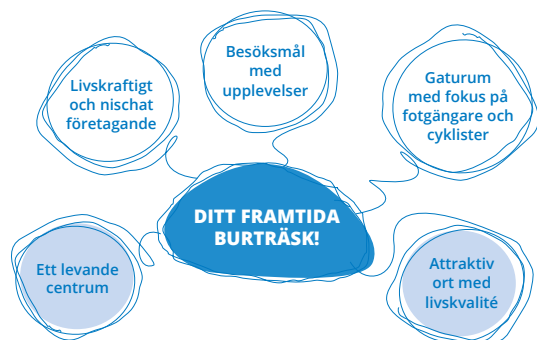 Livskraftigt
och nischat
företagande
Besöksmål
med
upplevelser
Gaturum
med fokus på
fotgängare och
cyklister
DITT FRAMTIDA
BURTRÄSK!
Ett levande
centrum
Attraktiv
ort med
livskvalité